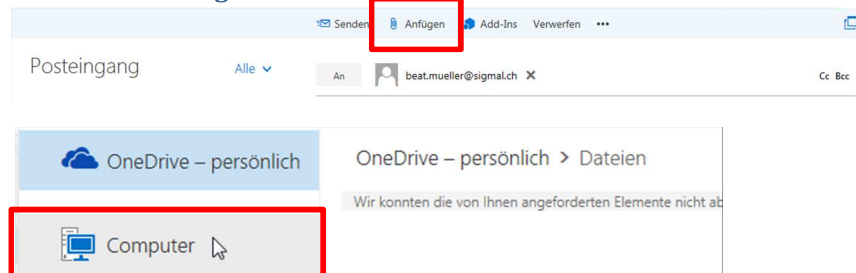 Senden Anfügen Add-Ins Verwerfen •••
Posteingang Alle
An beat.mueller@sigmal.ch ✕ Cc Bcc
OneDrive – persönlich OneDrive – persönlich > Dateien
Wir konnten die von Ihnen angeforderten Elemente nicht
Computer